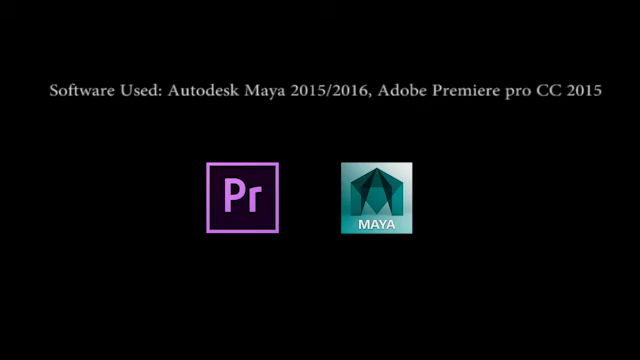 Software Used: Autodesk Maya 2015/2016, Adobe Premiere pro CC 2015
Pr
MAYA